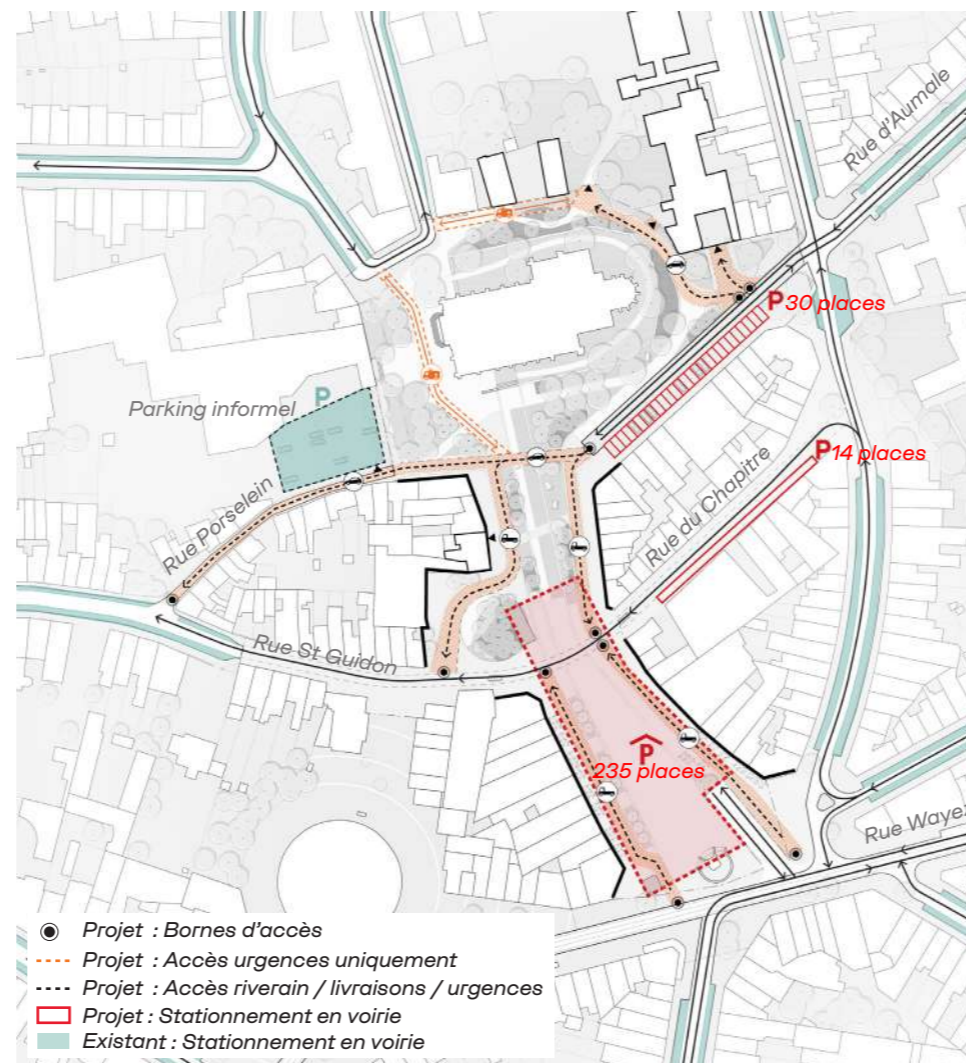 Rue d'Aumale
P 30 places
Parking informel P
P 14 places
Rue du Chapitre
Rue Porselein
Rue St Guidon
P
235 places
Rue Waye
Projet : Bornes d'accès
Projet : Accès urgences uniquement
Projet : Accès riverain / livraisons / urgences
Projet : Stationnement en voirie
Existant : Stationnement en voirie